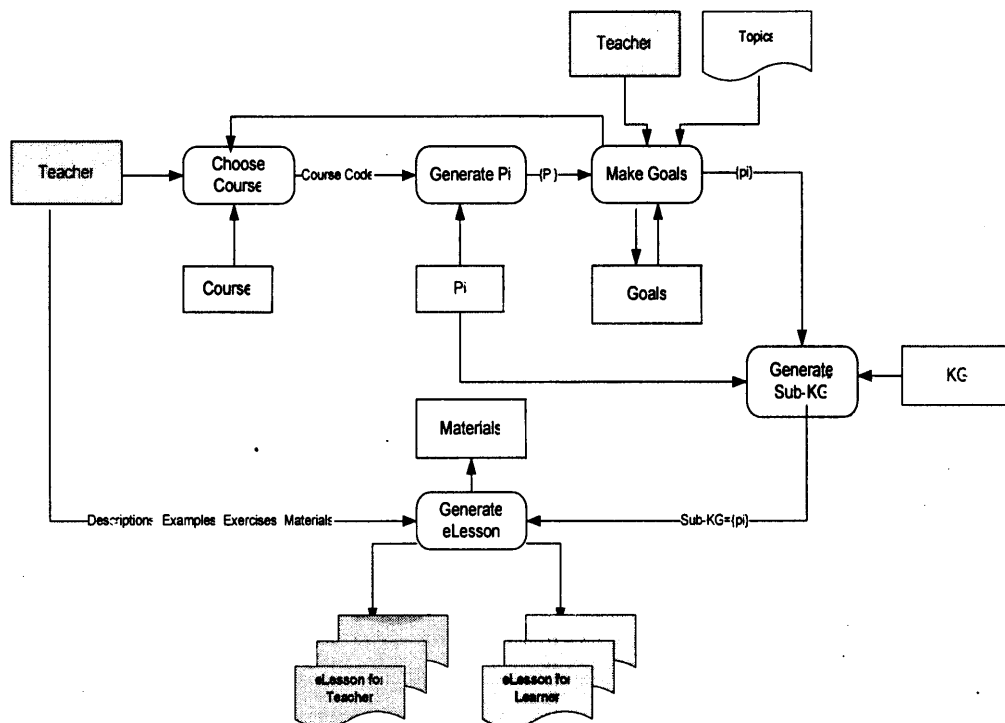 Teacher
Topics
Teacher
Choose
Course
Course Code
Generate Pi
{P }
Make Goals
{pi}
Course
Pi
Goals
Generate
Sub-KG
KG
Materials
Descriptions Examples Exercises Materials
Generate
eLesson
Sub-KG={pi}
eLesson for
Teacher
eLesson for
Learner